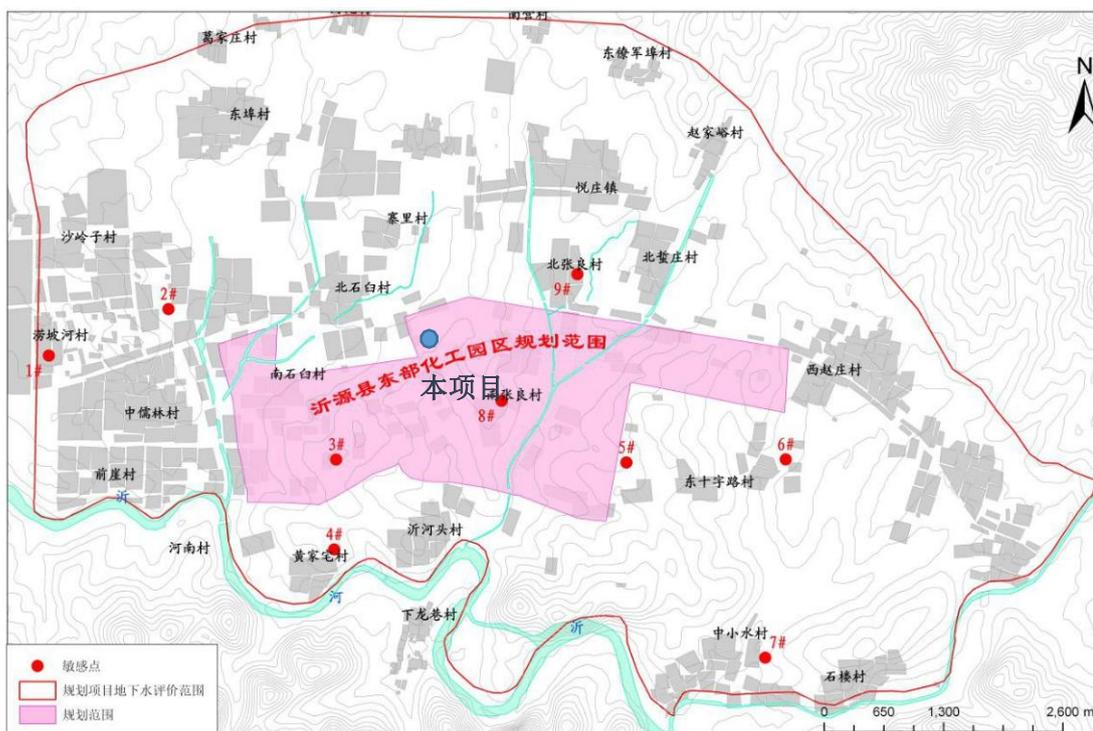 南营村
葛家庄村
东僚军埠村
N
东埠村
赵家峪村
悦庄镇
寨里村
沙岭子村
北张良村
北鳌庄村
9#
北石臼村
2#
涝坡河村
1#
沂源县东部化工园区规划范围
西赵庄村
南石臼村
本项目
南张良村
8#
中儒林村
3#
5#
6#
前崖村
东十字路村
沂
沂河头村
河南村
4#
黄家宅村
河
下龙巷村
沂
中小水村
7#
石楼村
敏感点
规划项目地下水评价范围
规划范围
0 650 1,300 2,600 m